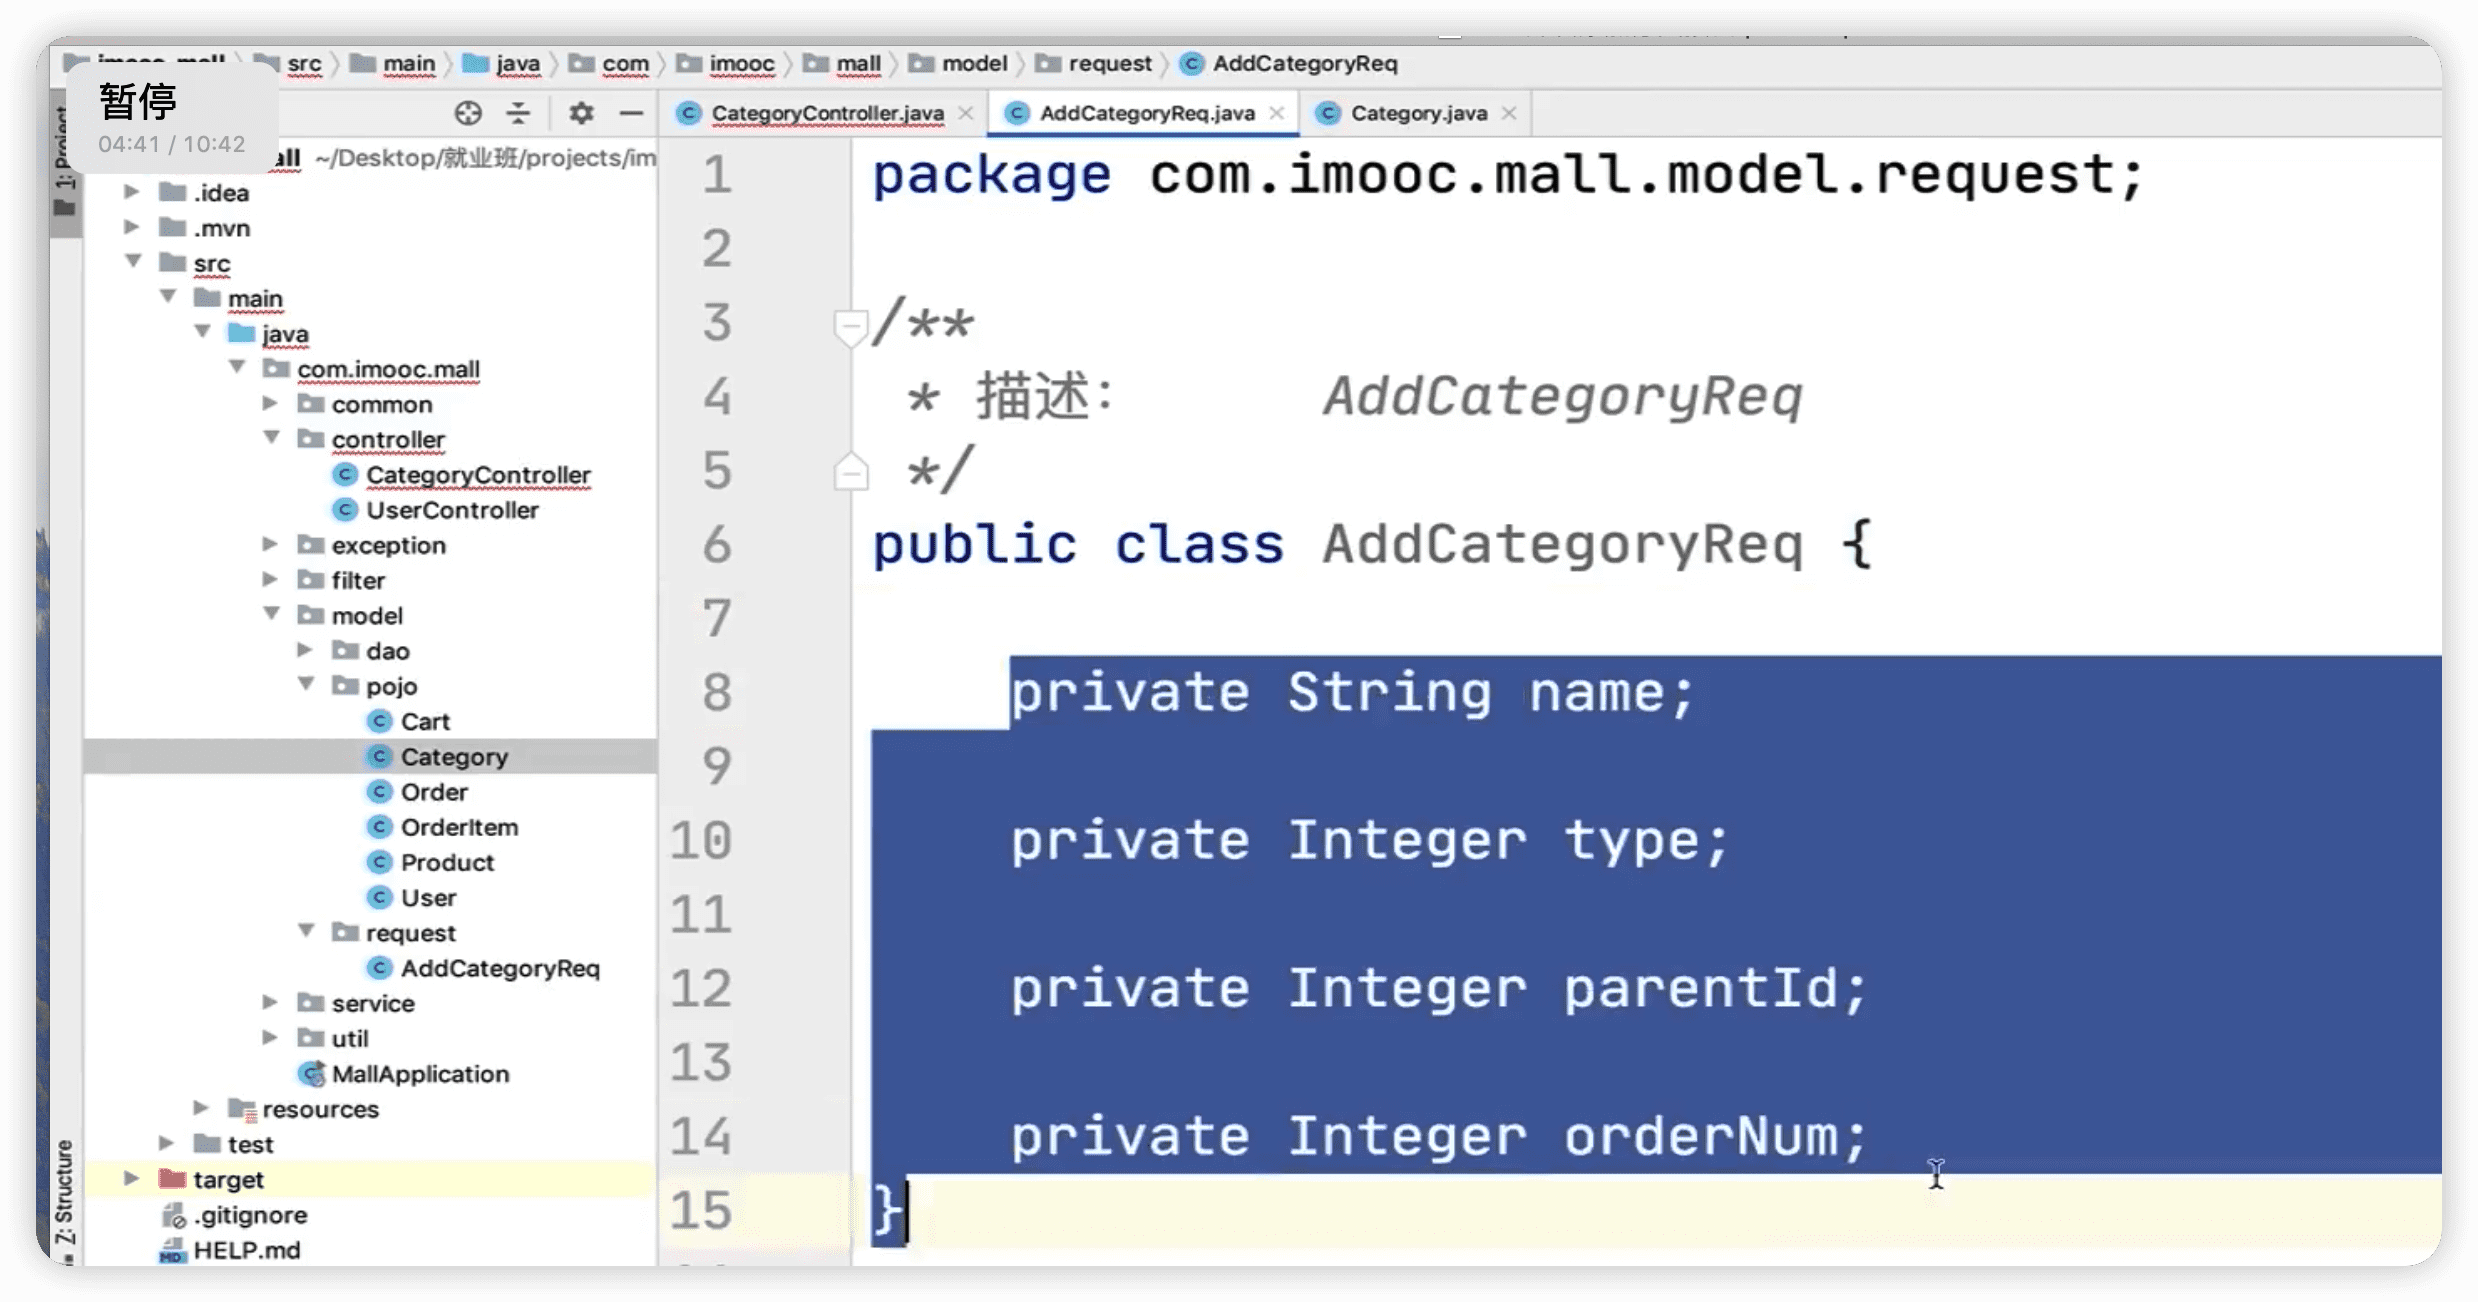 src main java com imooc mall model request AddCategoryReq
暂停
04:41 / 10:42
CategoryController.java AddCategoryReq.java Category.java
1: Project
all ~/Desktop/就业班/projects/im
.idea
.mvn
src
main
java
com.imooc.mall
common
controller
CategoryController
UserController
exception
filter
model
dao
pojo
Cart
Category
Order
OrderItem
Product
User
request
AddCategoryReq
service
util
MallApplication
resources
test
target
.gitignore
HELP.md
Z: Structure
1 package com.imooc.mall.model.request;
2
3 /**
4 * 描述: AddCategoryReq
5 */
6 public class AddCategoryReq {
7
8 private String name;
9
10 private Integer type;
11
12 private Integer parentId;
13
14 private Integer orderNum;
15 }